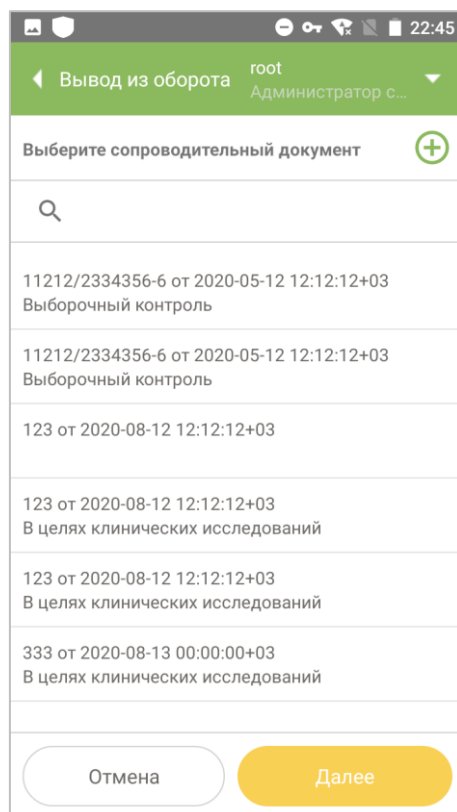 22:45
Вывод из оборота
root
Администратор с...
Выберите сопроводительный документ
11212/2334356-6 от 2020-05-12 12:12:12+03
Выборочный контроль
11212/2334356-6 от 2020-05-12 12:12:12+03
Выборочный контроль
123 от 2020-08-12 12:12:12+03
123 от 2020-08-12 12:12:12+03
В целях клинических исследований
123 от 2020-08-12 12:12:12+03
В целях клинических исследований
333 от 2020-08-13 00:00:00+03
В целях клинических исследований
Отмена
Далее